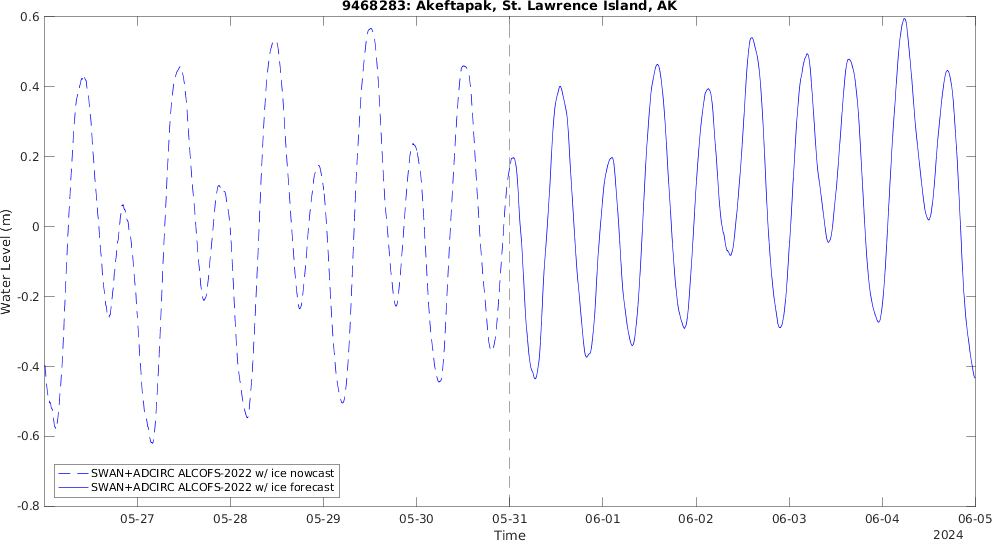 9468283: Akeftapak, St. Lawrence Island, AK
0.6
0.4
0.2
0
-0.2
-0.4
-0.6
-0.8
Water Level (m)
SWAN+ADCIRC ALCOFS-2022 w/ ice nowcast
SWAN+ADCIRC ALCOFS-2022 w/ ice forecast
05-27 05-28 05-29 05-30 05-31 06-01 06-02 06-03 06-04 06-05
Time
2024